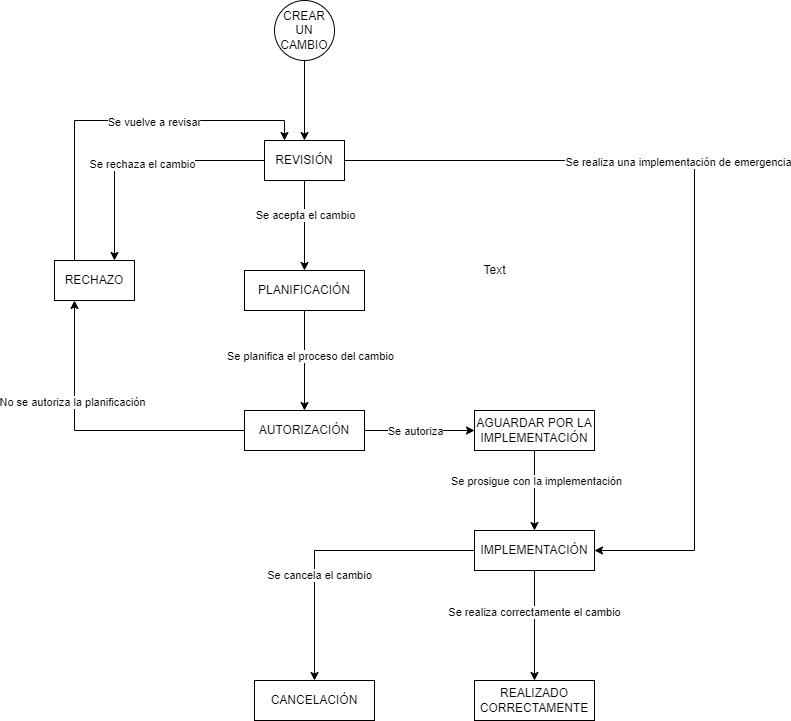 CREAR
UN
CAMBIO
Se vuelve a revisar
REVISIÓN
Se rechaza el cambio
Se realiza una implementación de emergencia
Se acepta el cambio
Text
RECHAZO
PLANIFICACIÓN
Se planifica el proceso del cambio
No se autoriza la planificación
AUTORIZACIÓN
Se autoriza
AGUARDAR POR LA
IMPLEMENTACIÓN
Se prosigue con la implementación
IMPLEMENTACIÓN
Se cancela el cambio
Se realiza correctamente el cambio
CANCELACIÓN
REALIZADO
CORRECTAMENTE